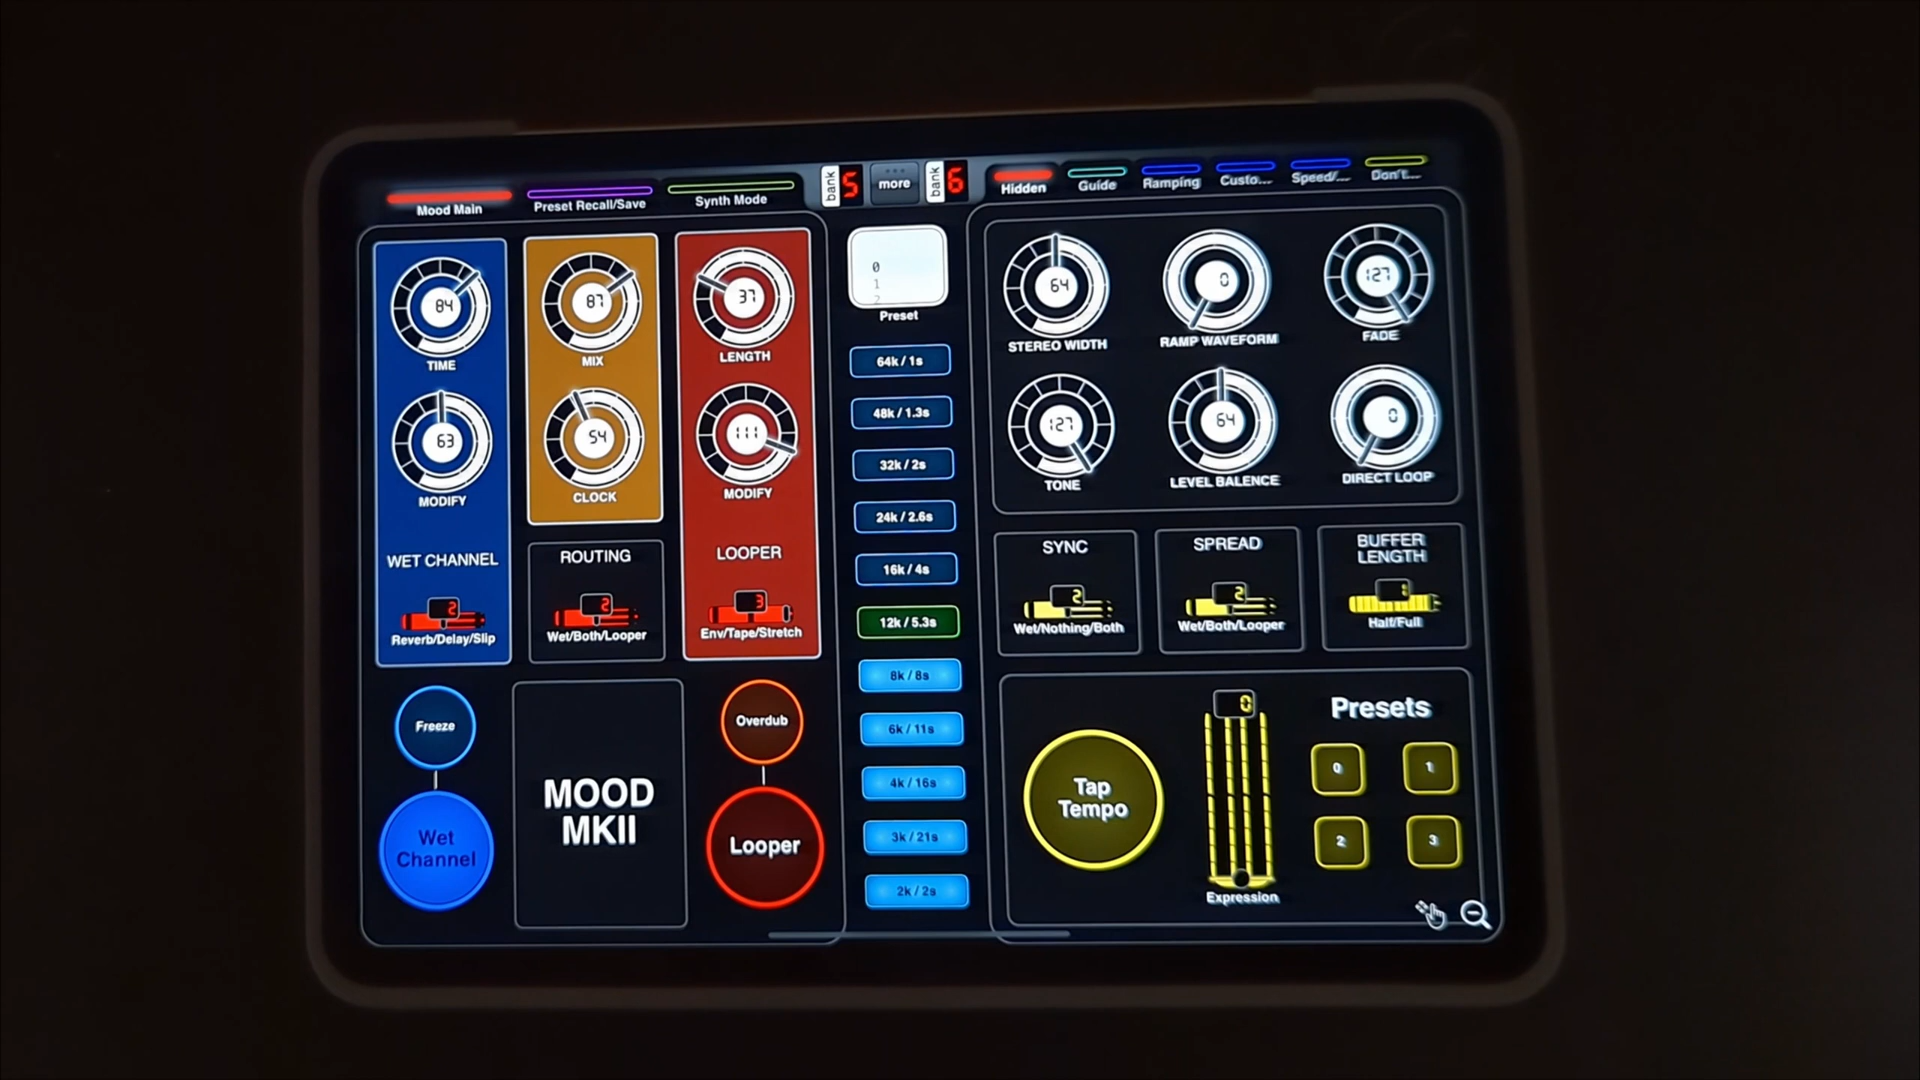 Mood Main
Preset Recall/Save
Synth Mode
bank
5
more
bank
6
Hidden
Guide
Ramping
Custo...
Speed/...
Don't...
84
TIME
87
MIX
37
LENGTH
63
MODIFY
54
CLOCK
111
MODIFY
WET CHANNEL
2
Reverb/Delay/Slip
ROUTING
2
Wet/Both/Looper
LOOPER
3
Env/Tape/Stretch
Freeze
Wet
Channel
MOOD
MKII
Overdub
Looper
0
1
2
Preset
64k / 1s
48k / 1.3s
32k / 2s
24k / 2.6s
16k / 4s
12k / 5.3s
8k / 8s
6k / 11s
4k / 16s
3k / 21s
2k / 2s
64
STEREO WIDTH
0
RAMP WAVEFORM
127
FADE
127
TONE
64
LEVEL BALENCE
0
DIRECT LOOP
SYNC
2
Wet/Nothing/Both
SPREAD
2
Wet/Both/Looper
BUFFER
LENGTH
1
Half/Full
Tap
Tempo
0
Expression
Presets
0
1
2
3